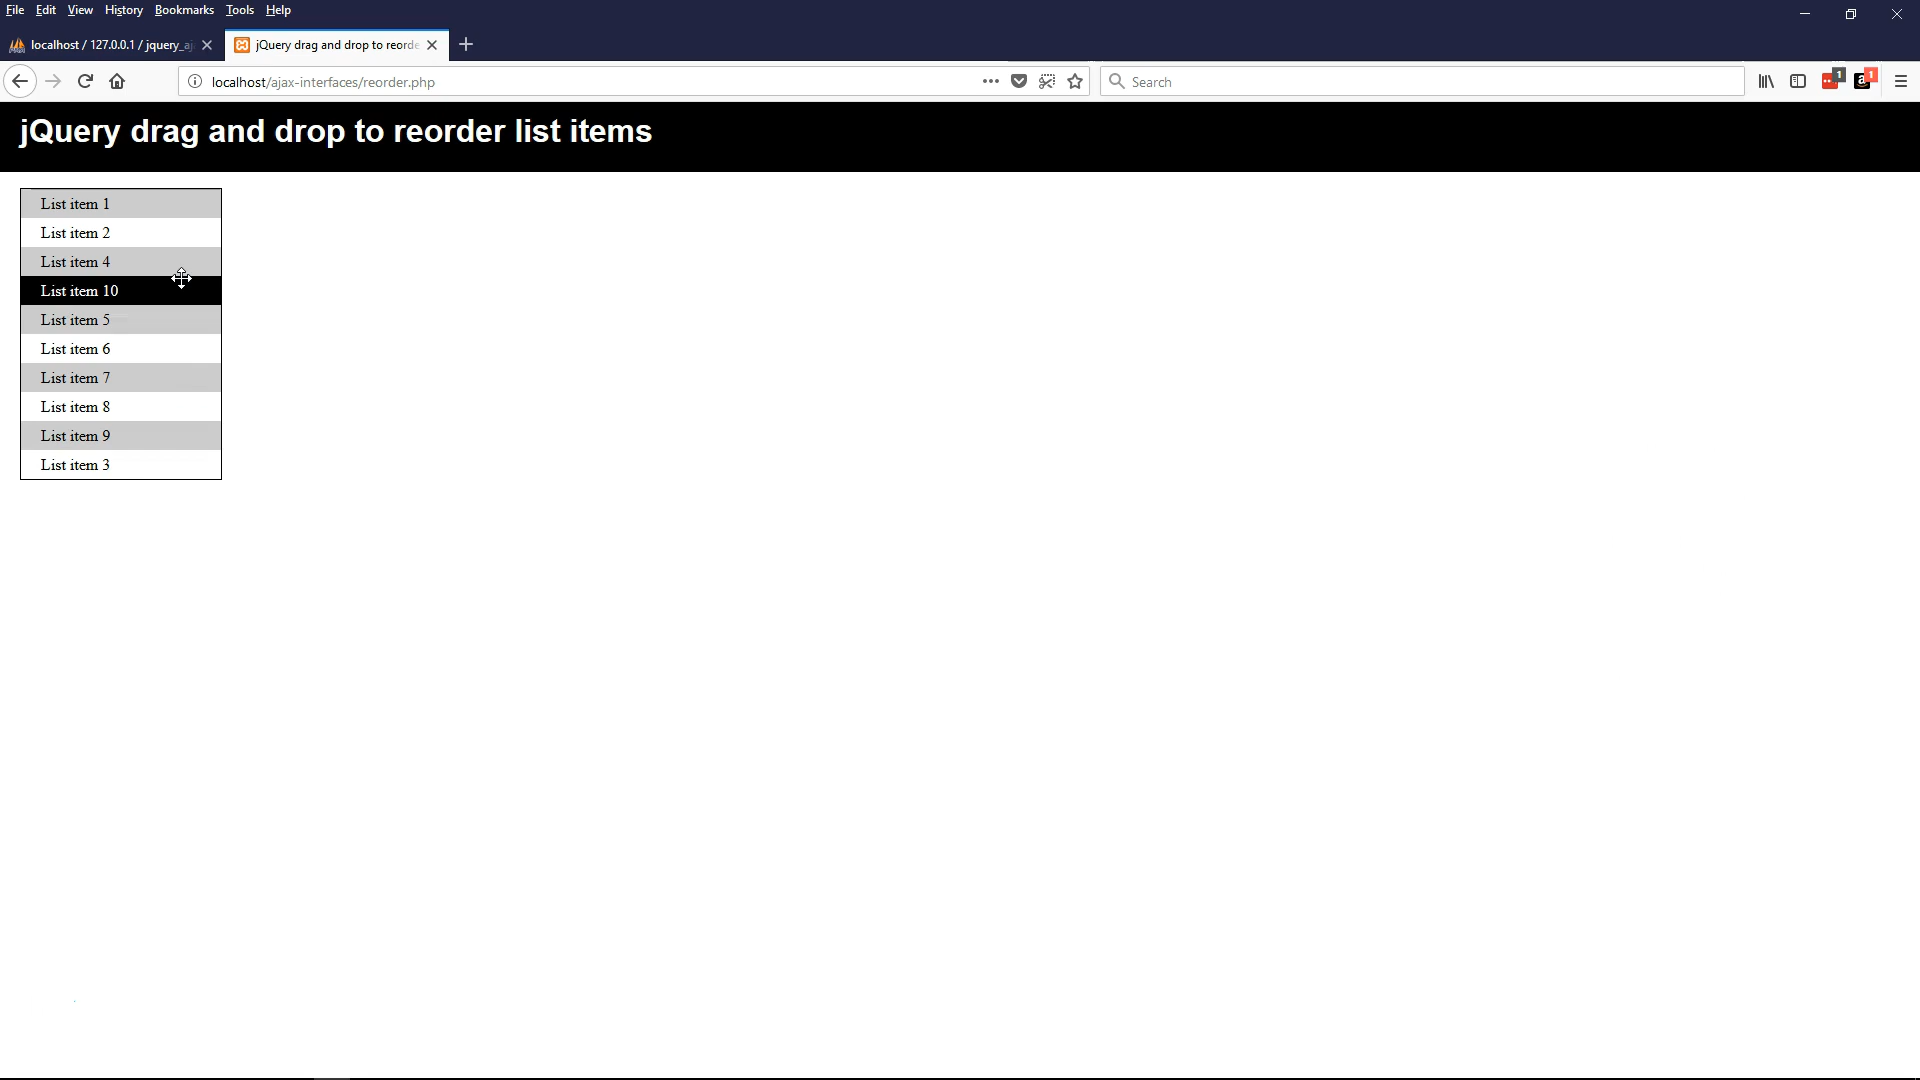 File Edit View History Bookmarks Tools Help
localhost / 127.0.0.1 / jquery_aj
jQuery drag and drop to reorde
localhost/ajax-interfaces/reorder.php
Search
1
1
jQuery drag and drop to reorder list items
List item 1
List item 2
List item 4
List item 10
List item 5
List item 6
List item 7
List item 8
List item 9
List item 3